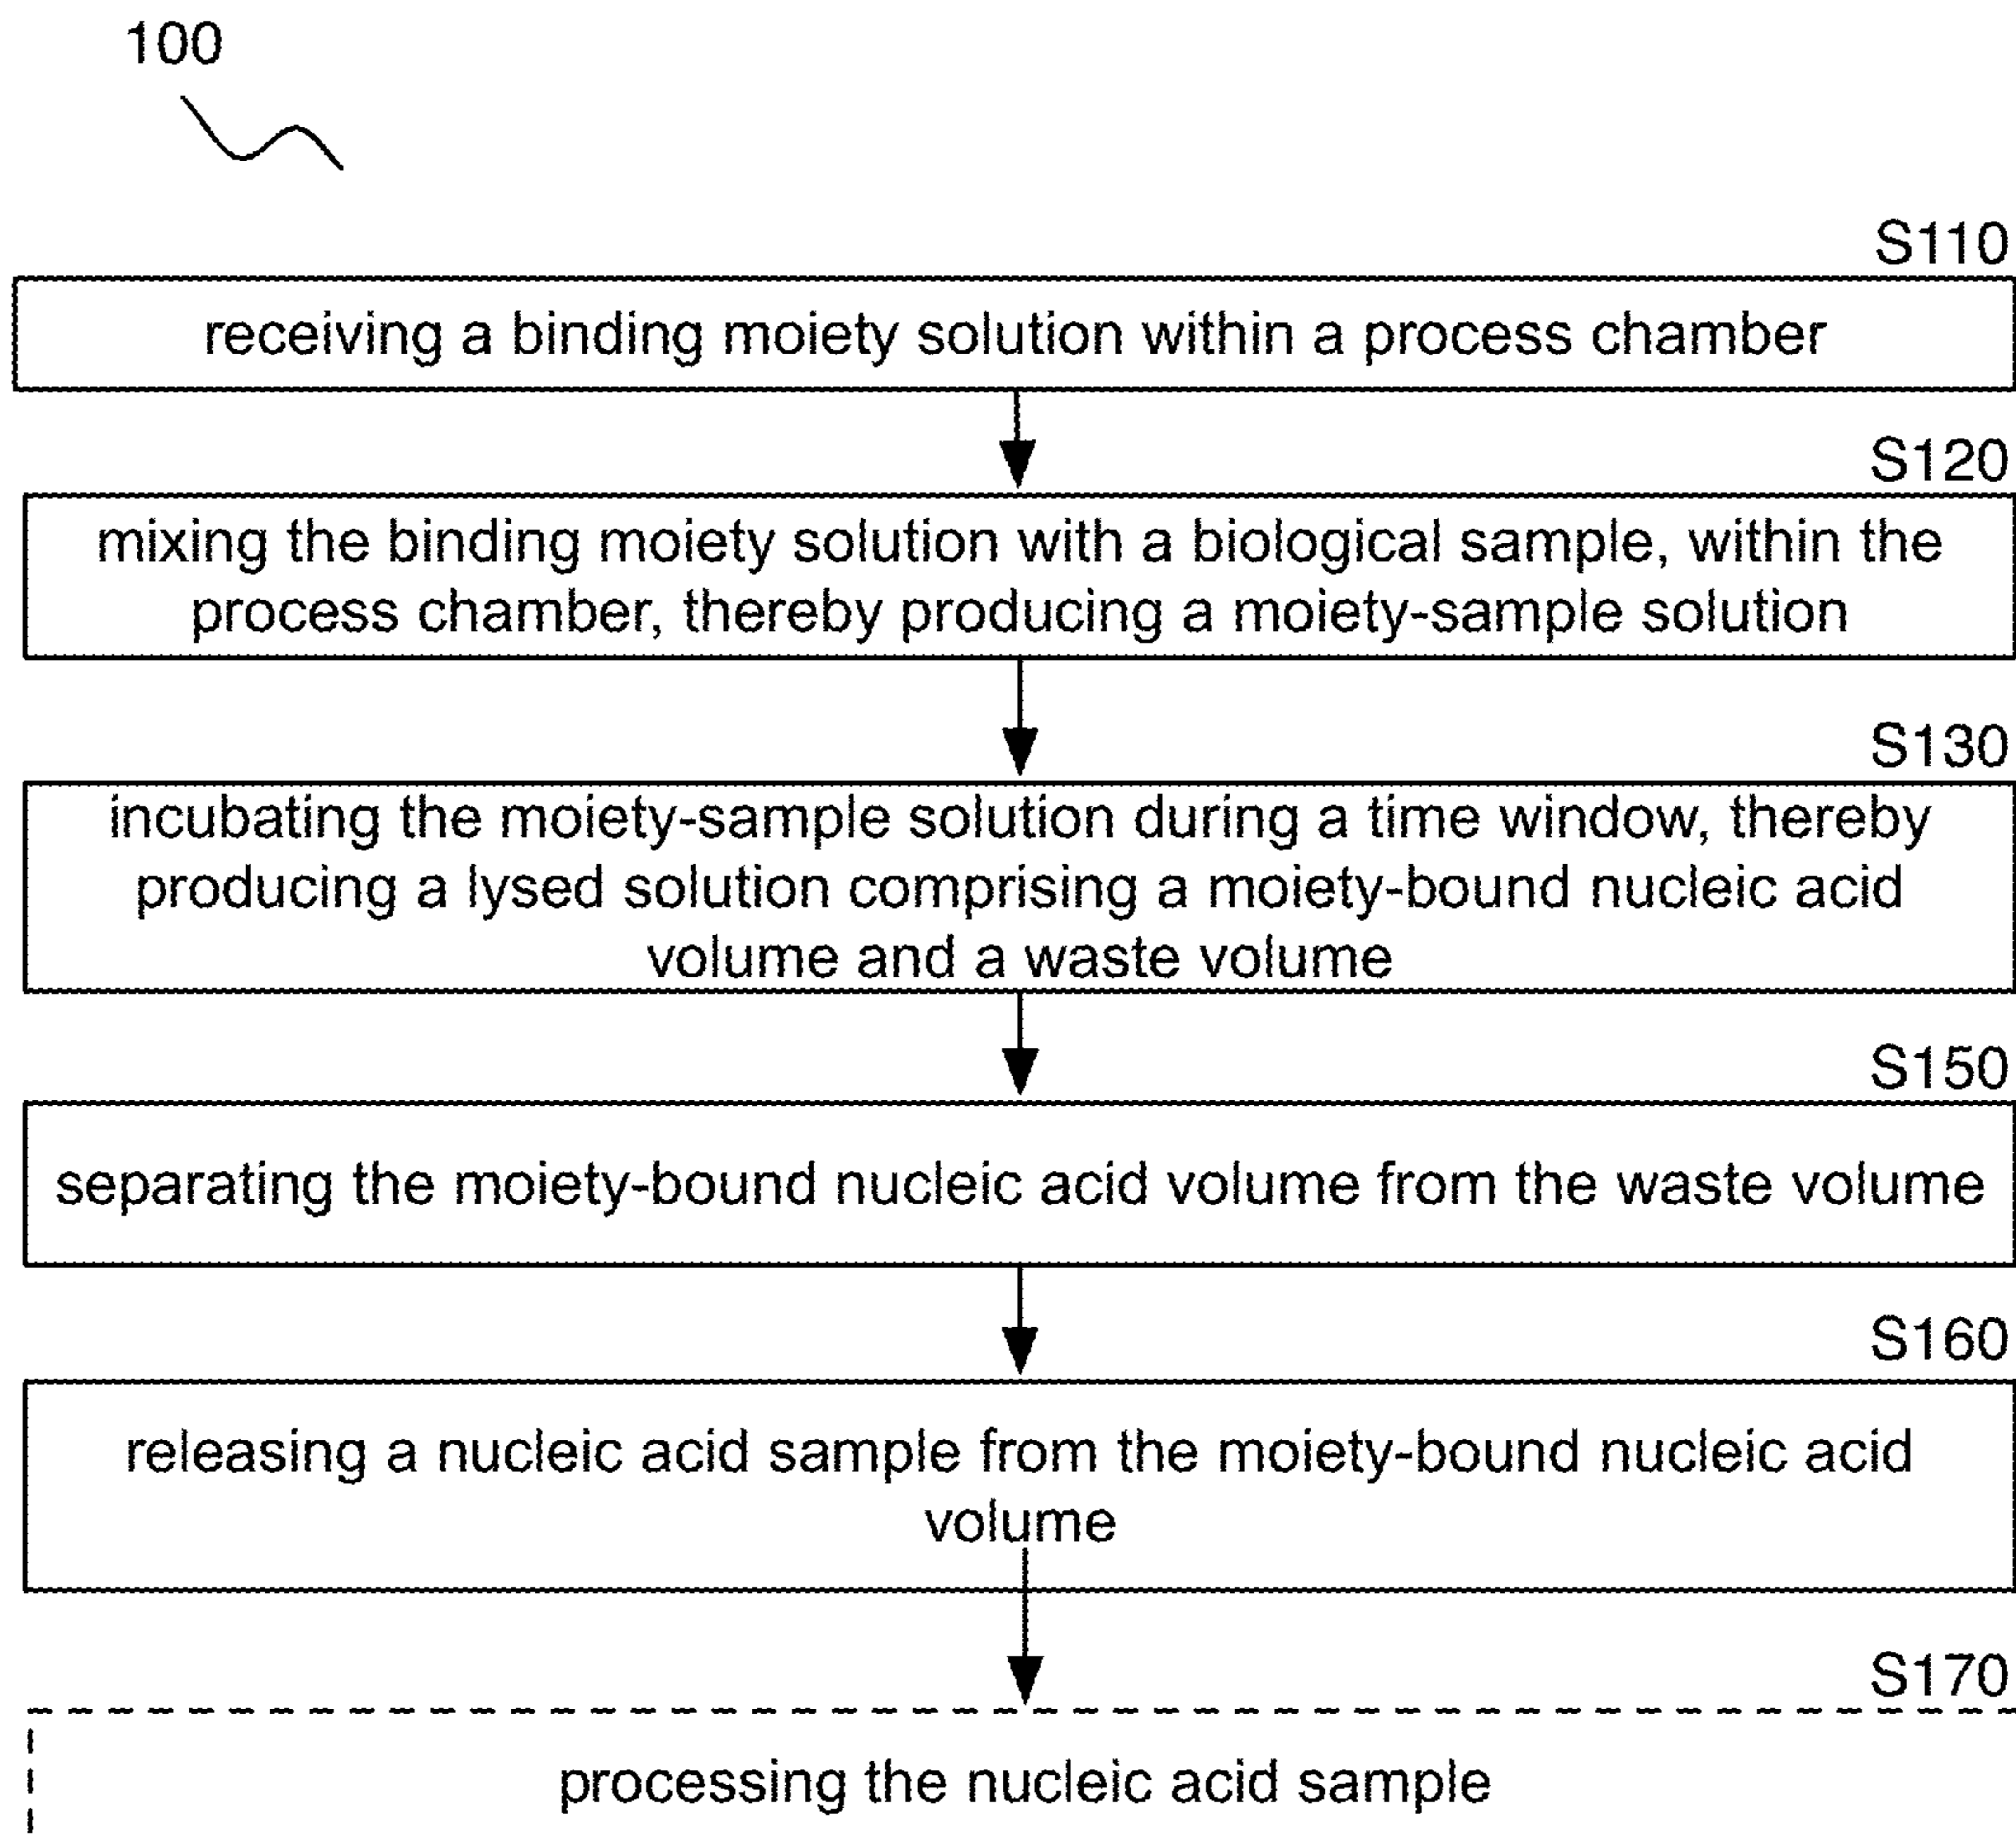 100
S110
receiving a binding moiety solution within a process chamber
S120
mixing the binding moiety solution with a biological sample, within the
process chamber, thereby producing a moiety-sample solution
S130
incubating the moiety-sample solution during a time window, thereby
producing a lysed solution comprising a moiety-bound nucleic acid
volume and a waste volume
S150
separating the moiety-bound nucleic acid volume from the waste volume
S160
releasing a nucleic acid sample from the moiety-bound nucleic acid
volume
S170
processing the nucleic acid sample